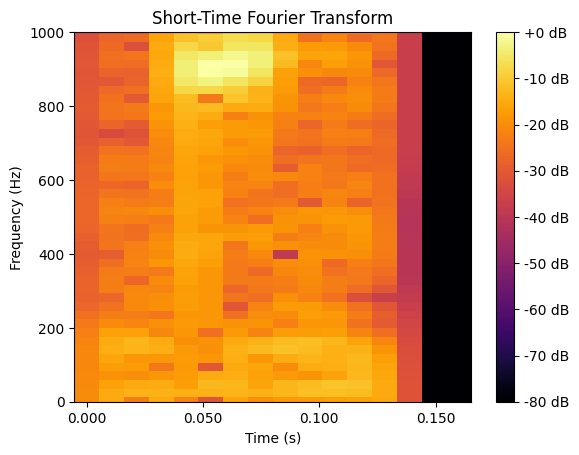 Short-Time Fourier Transform
1000
800
600
400
200
0
Frequency (Hz)
0.000
0.050
0.100
0.150
Time (s)
+0 dB
-10 dB
-20 dB
-30 dB
-40 dB
-50 dB
-60 dB
-70 dB
-80 dB